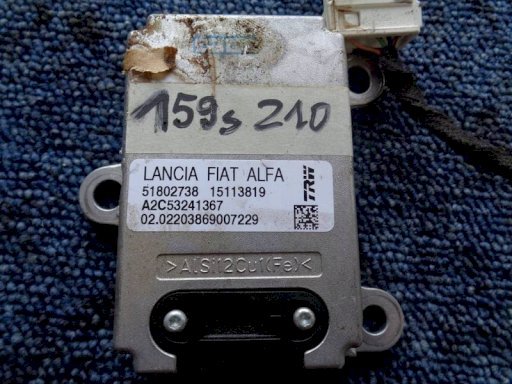 159s 210
LANCIA FIAT ALFA
51802738 15113819
A2C53241367
02.02203869007229
TRW
>AlSi12Cu1(Fe)<